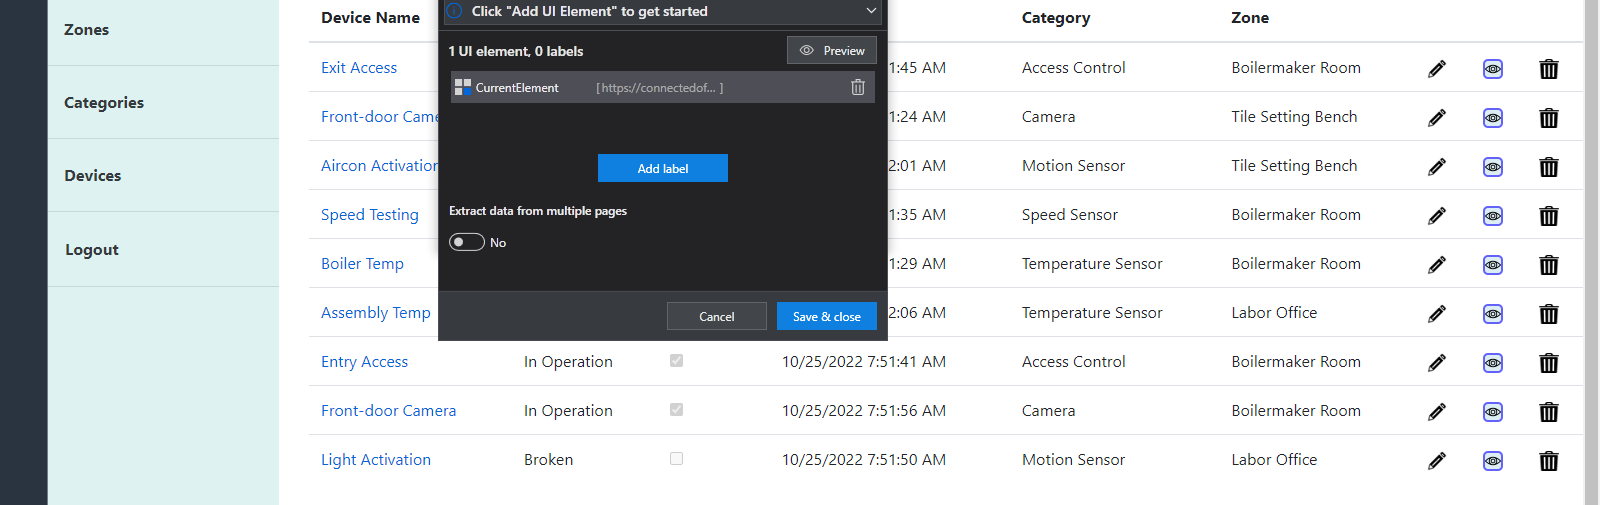 Device Name Click "Add UI Element" to get started Category Zone
Zones
1 UI element, 0 labels Preview
Exit Access 1:45 AM Access Control Boilermaker Room
CurrentElement [https://connectedof... ]
Categories
Front-door Came 1:24 AM Camera Tile Setting Bench
Aircon Activation 2:01 AM Motion Sensor Tile Setting Bench
Add label
Devices
Extract data from multiple pages
Speed Testing 1:35 AM Speed Sensor Boilermaker Room
No
Logout
Boiler Temp 1:29 AM Temperature Sensor Boilermaker Room
Assembly Temp 2:06 AM Temperature Sensor Labor Office
Cancel Save & close
Entry Access In Operation 10/25/2022 7:51:41 AM Access Control Boilermaker Room
Front-door Camera In Operation 10/25/2022 7:51:56 AM Camera Boilermaker Room
Light Activation Broken 10/25/2022 7:51:50 AM Motion Sensor Labor Office